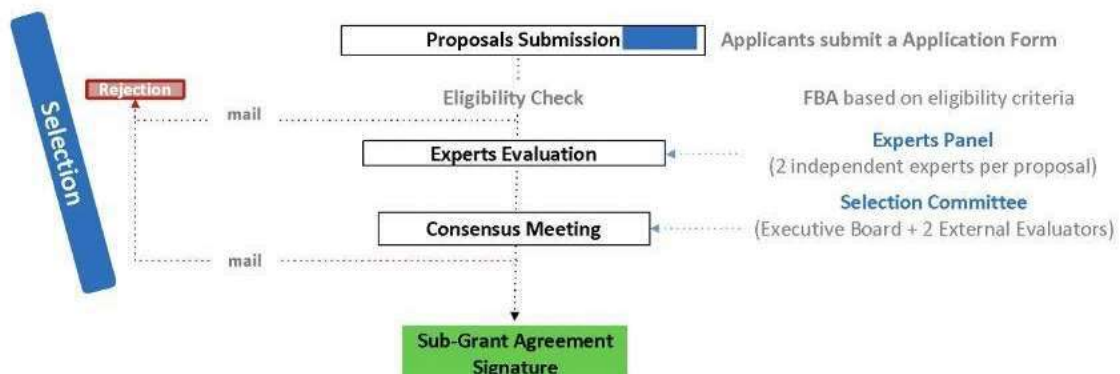 Selection
Proposals Submission
Applicants submit a Application Form
Rejection
Eligibility Check
FBA based on eligibility criteria
mail
Experts Evaluation
Experts Panel
(2 independent experts per proposal)
Consensus Meeting
Selection Committee
(Executive Board + 2 External Evaluators)
mail
Sub-Grant Agreement
Signature